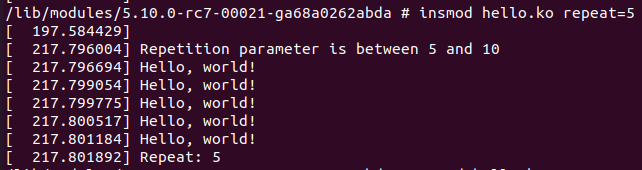 /lib/modules/5.10.0-rc7-00021-ga68a0262abda # insmod hello.ko repeat=5
[  197.584429]
[  217.796004] Repetition parameter is between 5 and 10
[  217.796694] Hello, world!
[  217.799054] Hello, world!
[  217.799775] Hello, world!
[  217.800517] Hello, world!
[  217.801184] Hello, world!
[  217.801892] Repeat: 5